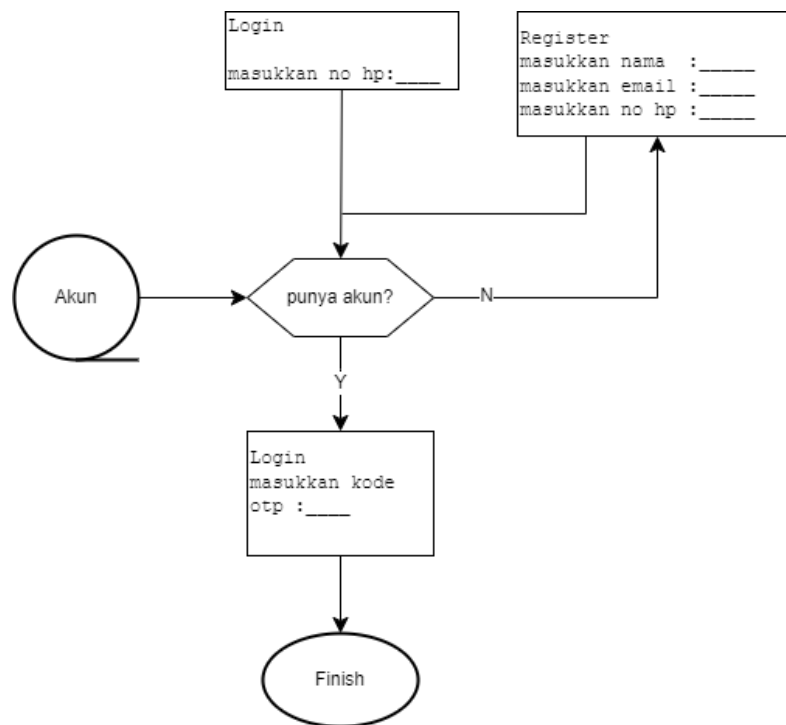 Login
masukkan no hp:____
Register
masukkan nama  :_____
masukkan email :_____
masukkan no hp :_____
Akun
punya akun?
N
Y
Login
masukkan kode
otp :____
Finish